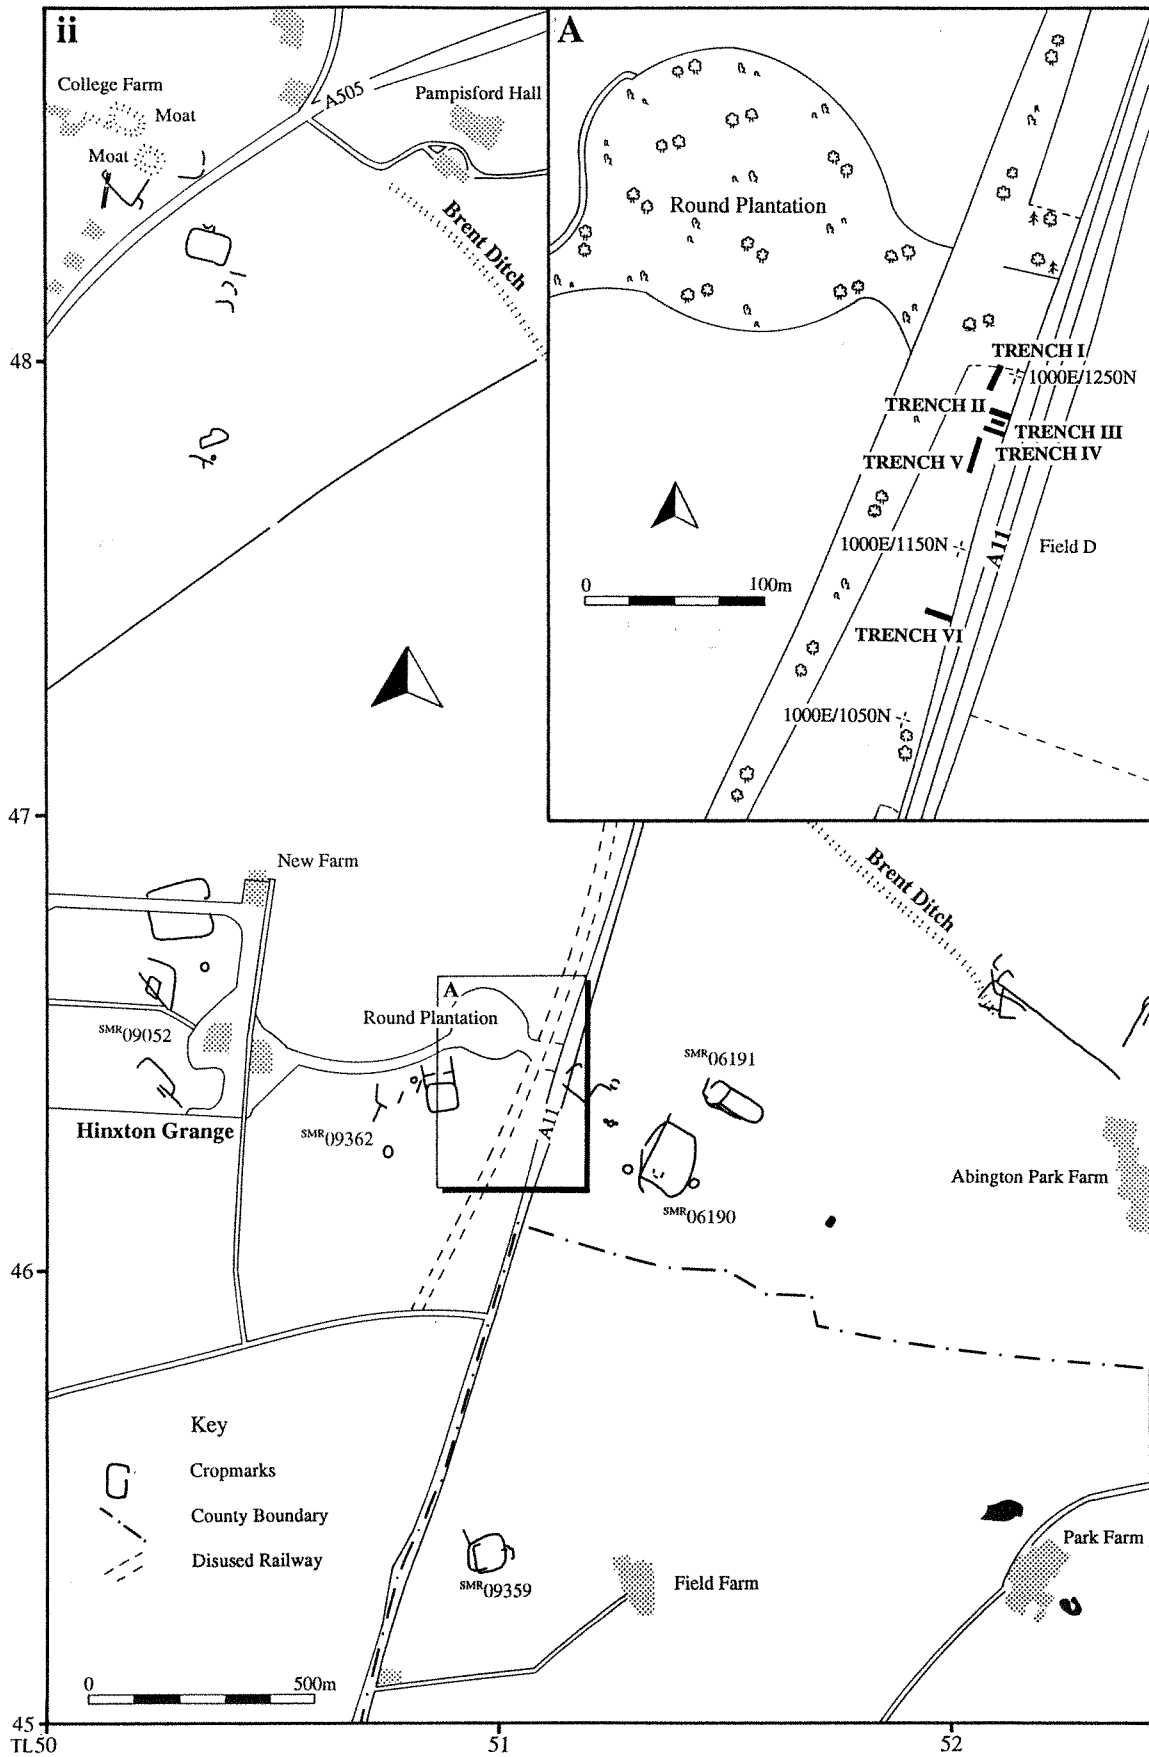 ii
College Farm
Moat
Moat
A505
Pampisford Hall
Brent Ditch
48
A
Round Plantation
TRENCH I
1000E/1250N
TRENCH II
TRENCH III
TRENCH IV
TRENCH V
1000E/1150N
A11
Field D
0 100m
TRENCH VI
1000E/1050N
47
New Farm
Brent Ditch
A
Round Plantation
SMR09052
SMR06191
A11
Hinxton Grange
SMR09362
Abington Park Farm
SMR06190
46
Key
Cropmarks
County Boundary
Disused Railway
Park Farm
SMR09359
Field Farm
0 500m
45
TL50
51
52